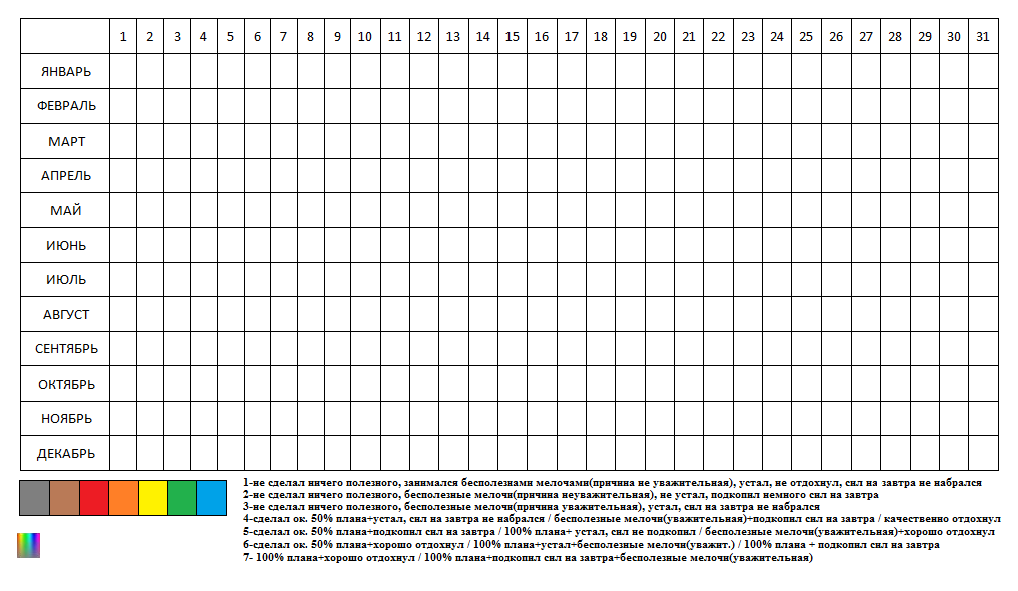 1 2 3 4 5 6 7 8 9 10 11 12 13 14 15 16 17 18 19 20 21 22 23 24 25 26 27 28 29 30 31
ЯНВАРЬ
ФЕВРАЛЬ
МАРТ
АПРЕЛЬ
МАЙ
ИЮНЬ
ИЮЛЬ
АВГУСТ
СЕНТЯБРЬ
ОКТЯБРЬ
НОЯБРЬ
ДЕКАБРЬ
1-не сделал ничего полезного, занимался бесполезнами мелочами(причина не уважительная), устал, не отдохнул, сил на завтра не набрался
2-не сделал ничего полезного, бесполезные мелочи(причина неуважительная), не устал, подкопил немного сил на завтра
3-не сделал ничего полезного, бесполезные мелочи(причина уважительная), устал, сил на завтра не набрался
4-сделал ок. 50% плана+устал, сил на завтра не набрался / бесполезные мелочи(уважительная)+подкопил сил на завтра / качественно отдохнул
5-сделал ок. 50% плана+подкопил сил на завтра / 100% плана+ устал, сил не подкопил / бесполезные мелочи(уважительная)+хорошо отдохнул
6-сделал ок. 50% плана+хорошо отдохнул / 100% плана+устал+бесполезные мелочи(уважит.) / 100% плана + подкопил сил на завтра
7- 100% плана+хорошо отдохнул / 100% плана+подкопил сил на завтра+бесполезные мелочи(уважительная)